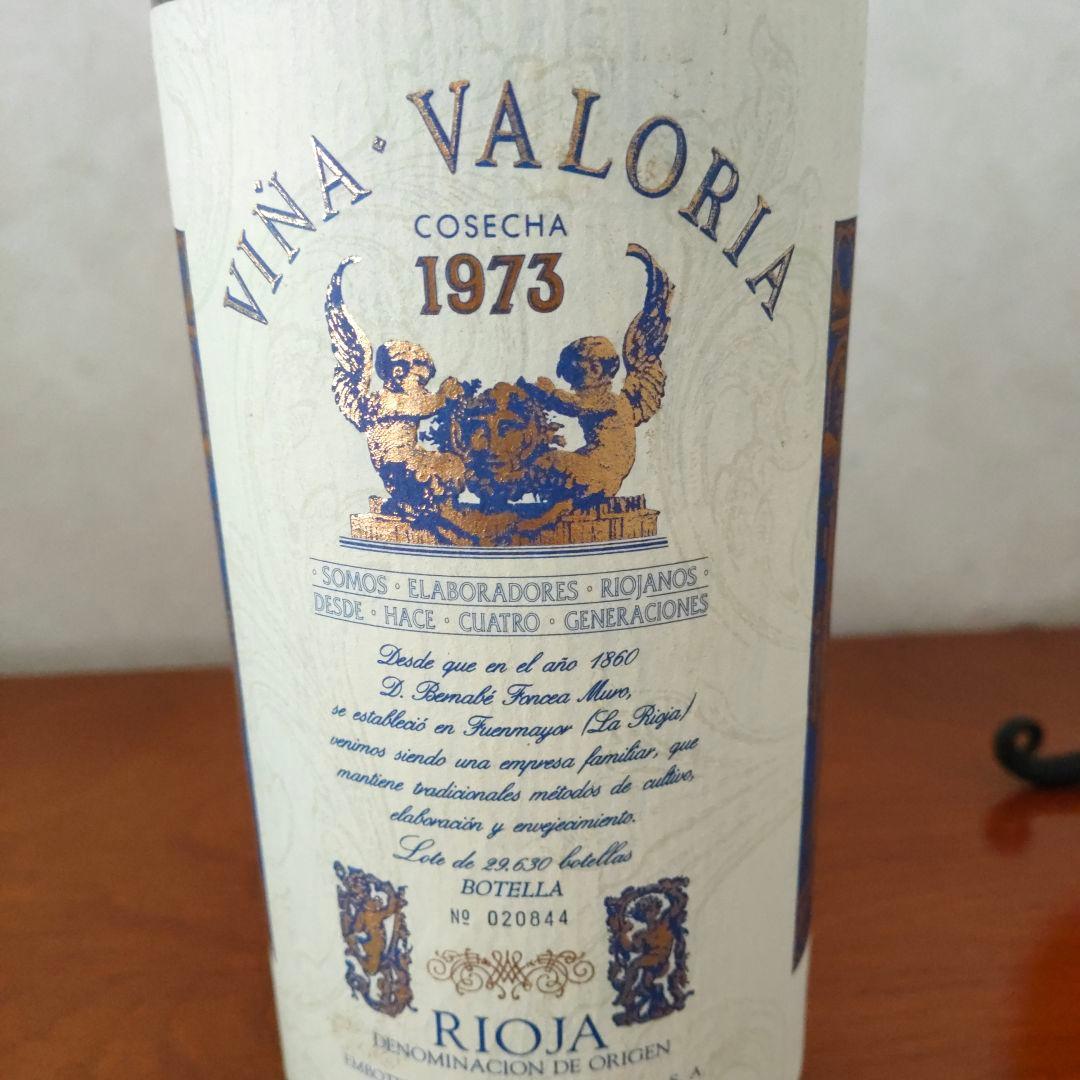 VIÑA · VALORIA
COSECHA
1973
· SOMOS · ELABORADORES · RIOJANOS ·
DESDE · HACE · CUATRO · GENERACIONES
Desde que en el año 1860
D. Bernabé Foncea Muro,
se estableció en Fuenmayor (La Rioja)
venimos siendo una empresa familiar, que
mantiene tradicionales métodos de cultivo,
elaboración y envejecimiento.
Lote de 29.630 botellas
BOTELLA
Nº 020844
RIOJA
DENOMINACION DE ORIGEN
S. A.